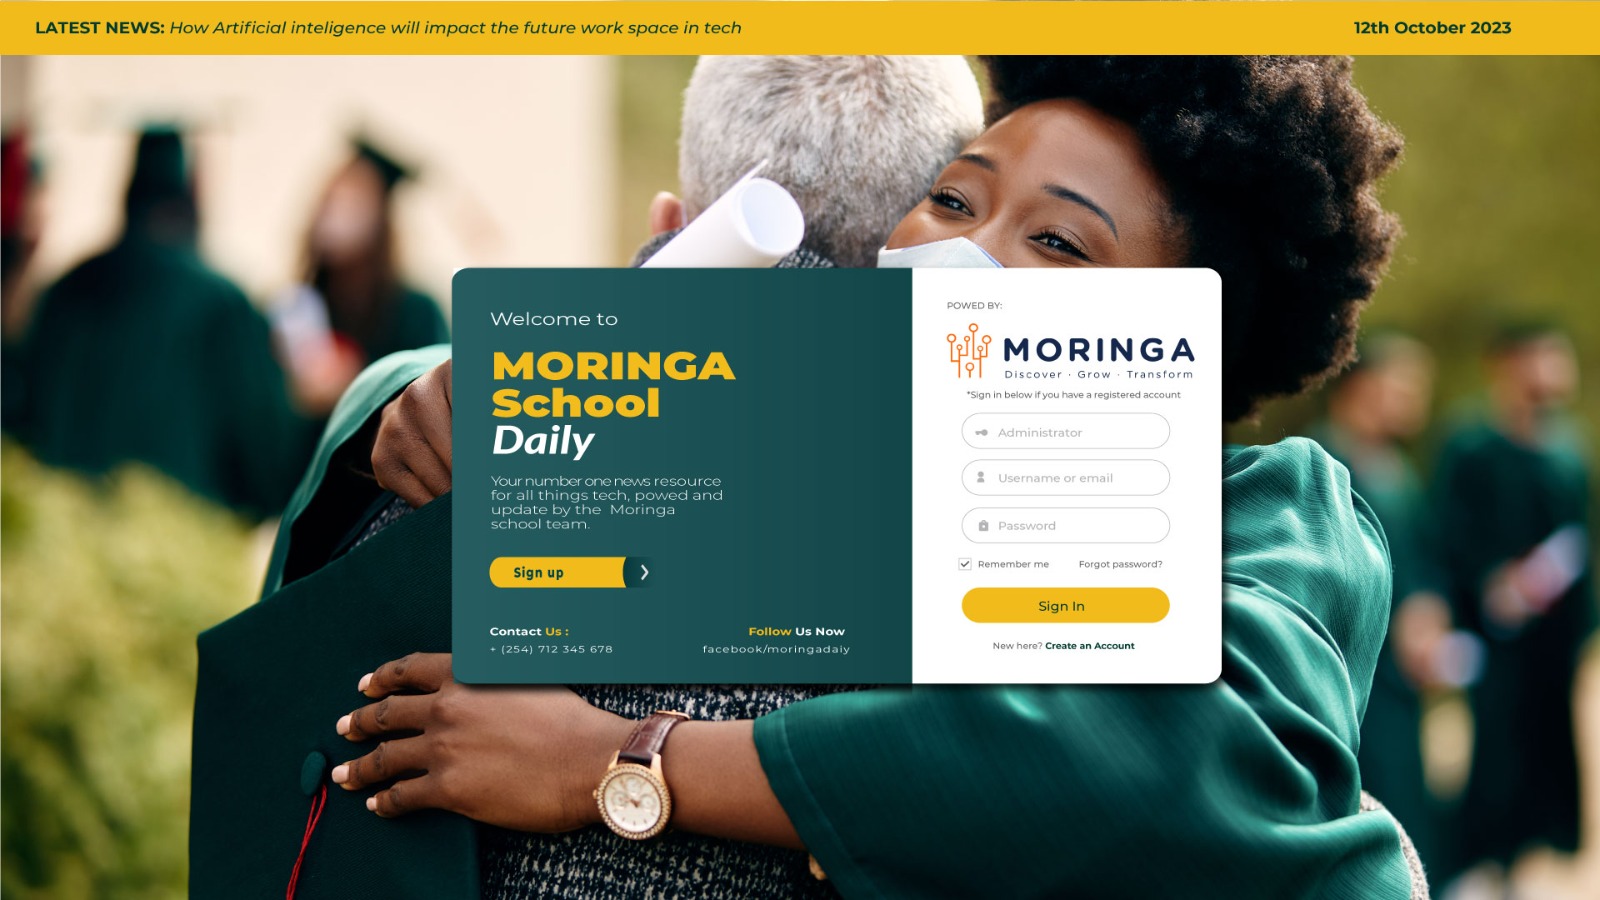 LATEST NEWS: How Artificial inteligence will impact the future work space in tech
12th October 2023
Welcome to
MORINGA
School
Daily
Your number one news resource
for all things tech, powed and
update by the Moringa
school team.
Sign up
Contact Us :
+ (254) 712 345 678
Follow Us Now
facebook/moringadaiy
POWED BY:
MORINGA
Discover · Grow · Transform
*Sign in below if you have a registered account
Administrator
Username or email
Password
Remember me
Forgot password?
Sign In
New here? Create an Account